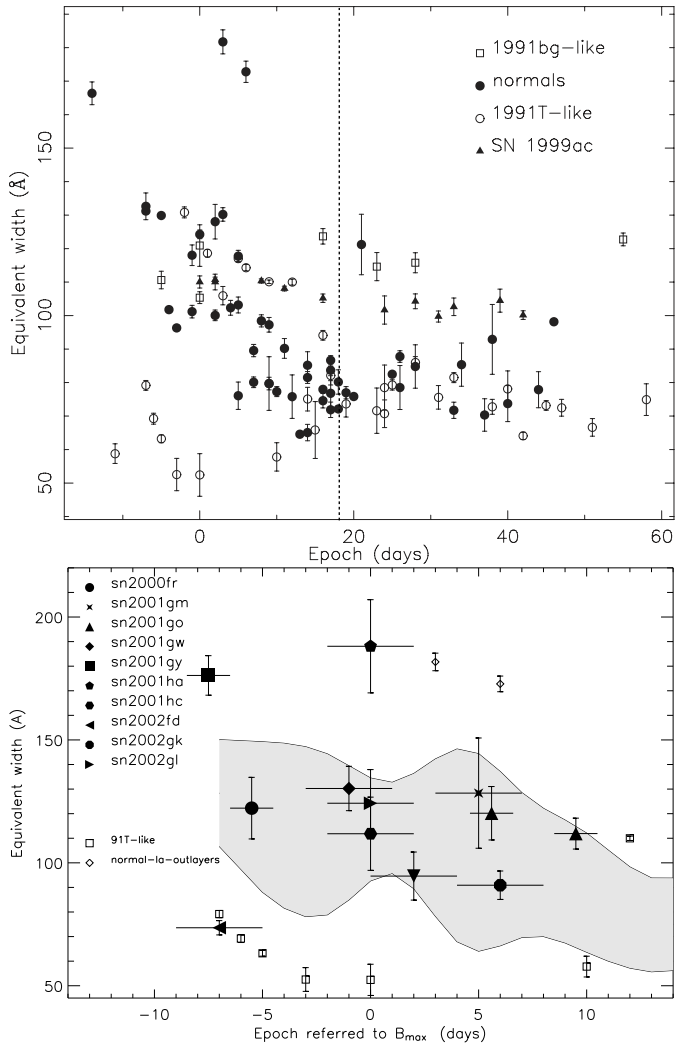 1991bg-like
normals
1991T-like
SN 1999ac
150
100
50
Equivalent width (Å)
0 20 40 60
Epoch (days)
sn2000fr
sn2001gm
sn2001go
sn2001gw
sn2001gy
sn2001ha
sn2001hc
sn2002fd
sn2002gk
sn2002gl
91T-like
normal-Ia-outlayers
200
150
100
50
Equivalent width (A)
-10 -5 0 5 10
Epoch referred to Bmax (days)